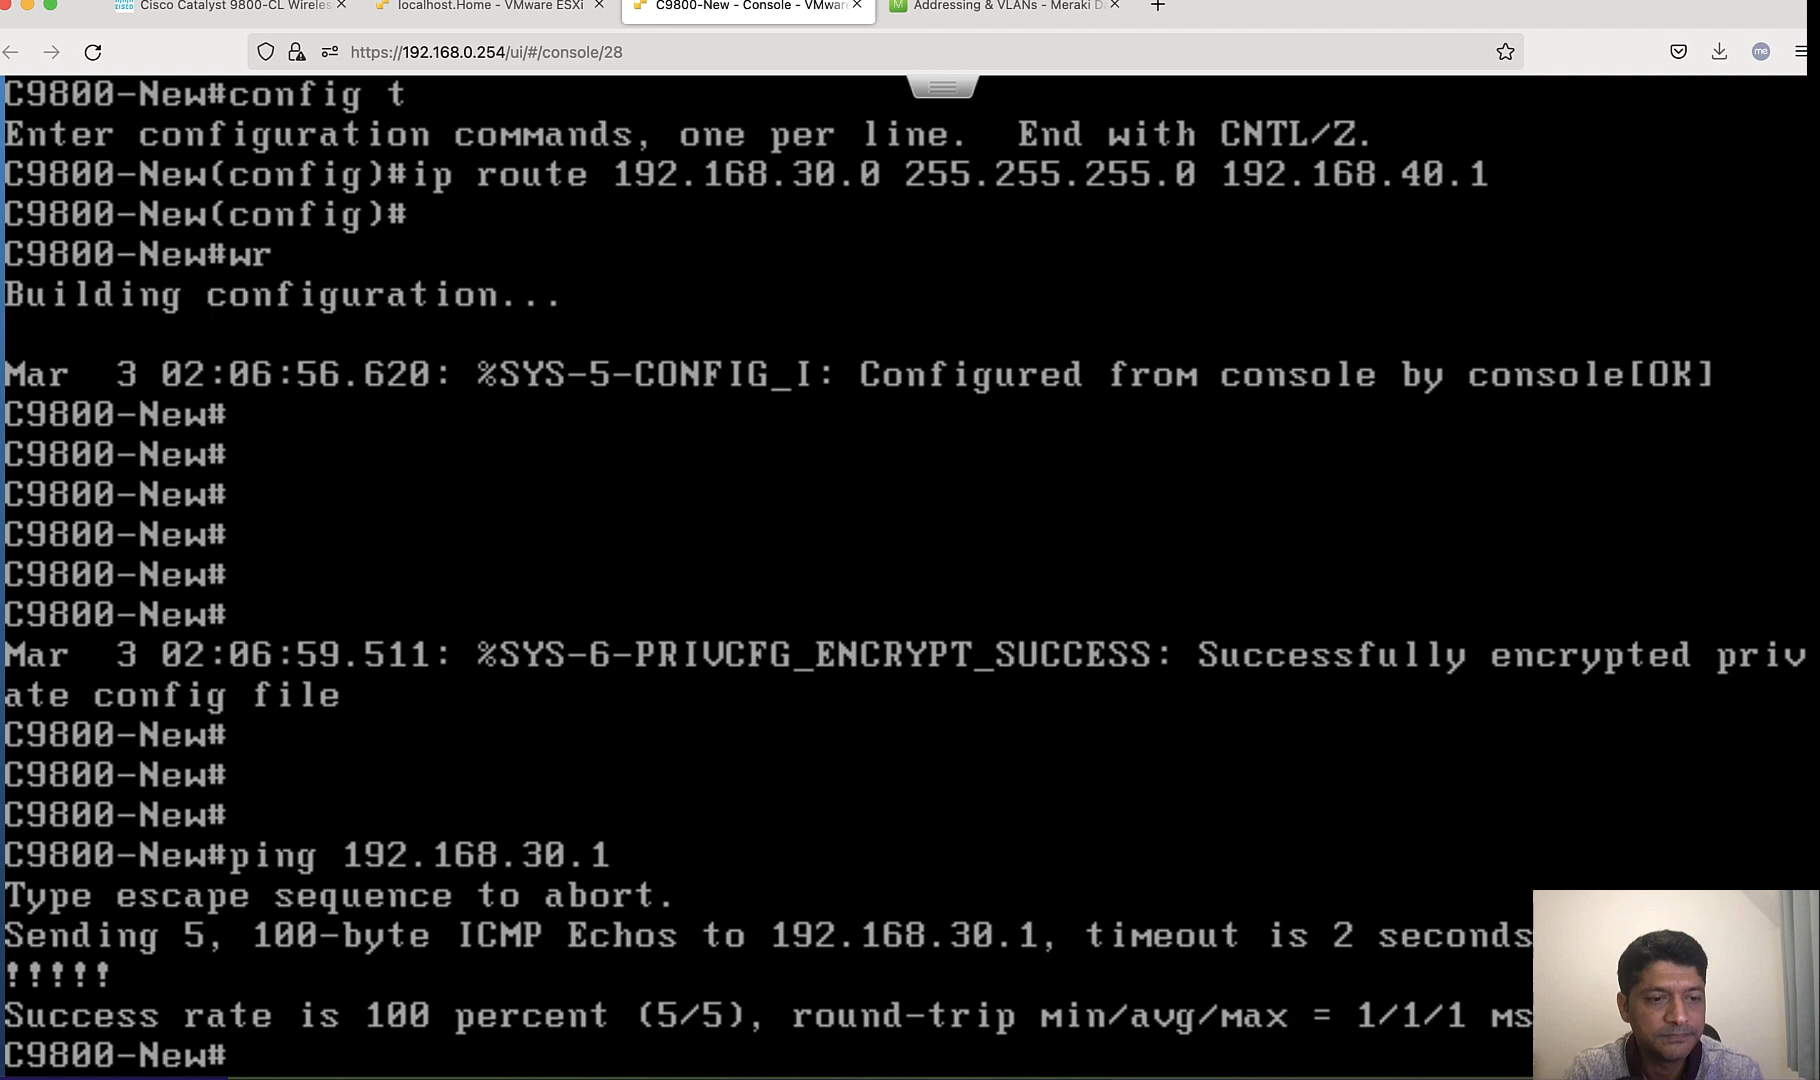 Cisco Catalyst 9800-CL Wireles
localhost.Home - VMware ESXi
C9800-New - Console - VMware
Addressing & VLANs - Meraki D
https://192.168.0.254/ui/#/console/28
me
C9800-New#config t
Enter configuration commands, one per line.  End with CNTL/Z.
C9800-New(config)#ip route 192.168.30.0 255.255.255.0 192.168.40.1
C9800-New(config)#
C9800-New#wr
Building configuration...
Mar  3 02:06:56.620: %SYS-5-CONFIG_I: Configured from console by console[OK]
C9800-New#
C9800-New#
C9800-New#
C9800-New#
C9800-New#
C9800-New#
Mar  3 02:06:59.511: %SYS-6-PRIVCFG_ENCRYPT_SUCCESS: Successfully encrypted priv
ate config file
C9800-New#
C9800-New#
C9800-New#
C9800-New#ping 192.168.30.1
Type escape sequence to abort.
Sending 5, 100-byte ICMP Echos to 192.168.30.1, timeout is 2 seconds
!!!!!
Success rate is 100 percent (5/5), round-trip min/avg/max = 1/1/1 ms
C9800-New#